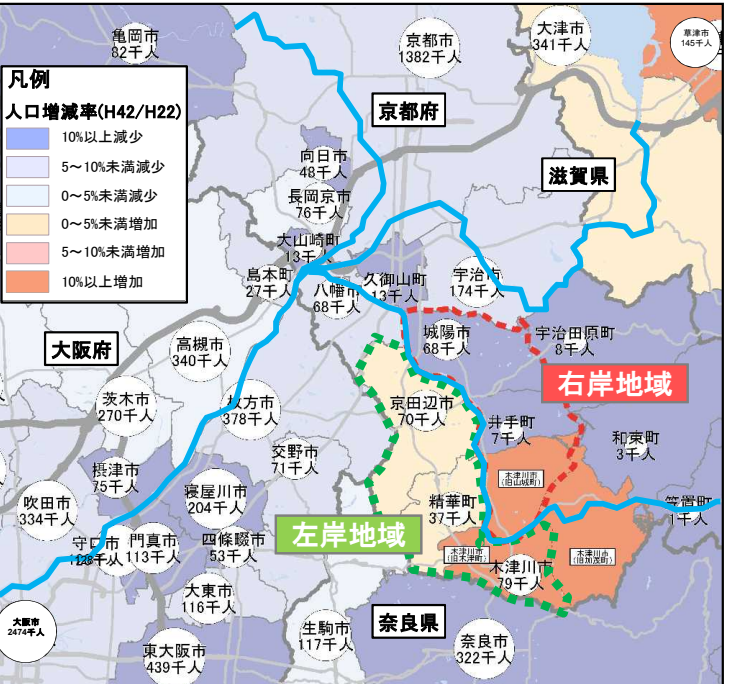 亀岡市
82千人
京都市
1382千人
大津市
341千人
草津市
145千人
凡例
人口増減率(H42/H22)
10%以上減少
5～10%未満減少
0～5%未満減少
0～5%未満増加
5～10%未満増加
10%以上増加
京都府
滋賀県
向日市
48千人
長岡京市
76千人
大山崎町
13千人
島本町
27千人
八幡市
68千人
久御山町
13千人
宇治市
174千人
大阪府
高槻市
340千人
城陽市
68千人
宇治田原町
8千人
右岸地域
茨木市
270千人
枚方市
378千人
京田辺市
70千人
井手町
7千人
和束町
3千人
交野市
71千人
摂津市
75千人
木津川市
(旧山城町)
寝屋川市
204千人
精華町
37千人
笠置町
1千人
吹田市
334千人
左岸地域
守口市
門真市
113千人
四條畷市
53千人
木津川市
(旧木津町)
木津川市
79千人
木津川市
(旧加茂町)
大東市
116千人
大阪市
2474千人
生駒市
117千人
奈良県
奈良市
322千人
東大阪市
439千人